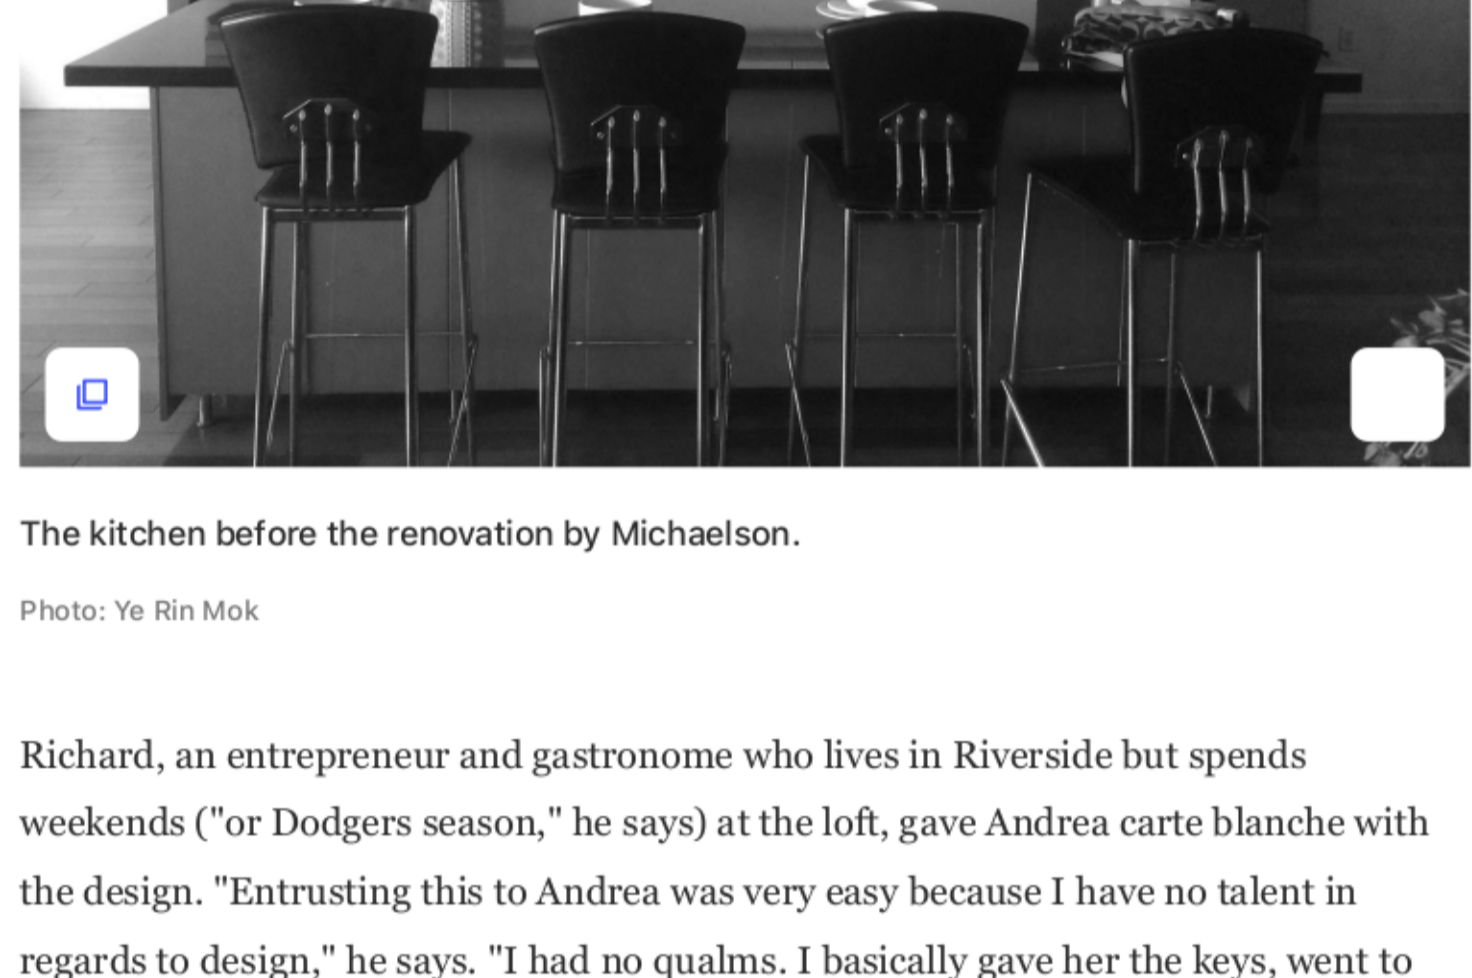 The kitchen before the renovation by Michaelson.
Photo: Ye Rin Mok
Richard, an entrepreneur and gastronome who lives in Riverside but spends
weekends ("or Dodgers season," he says) at the loft, gave Andrea carte blanche with
the design. "Entrusting this to Andrea was very easy because I have no talent in
regards to design," he says. "I had no qualms. I basically gave her the keys, went to